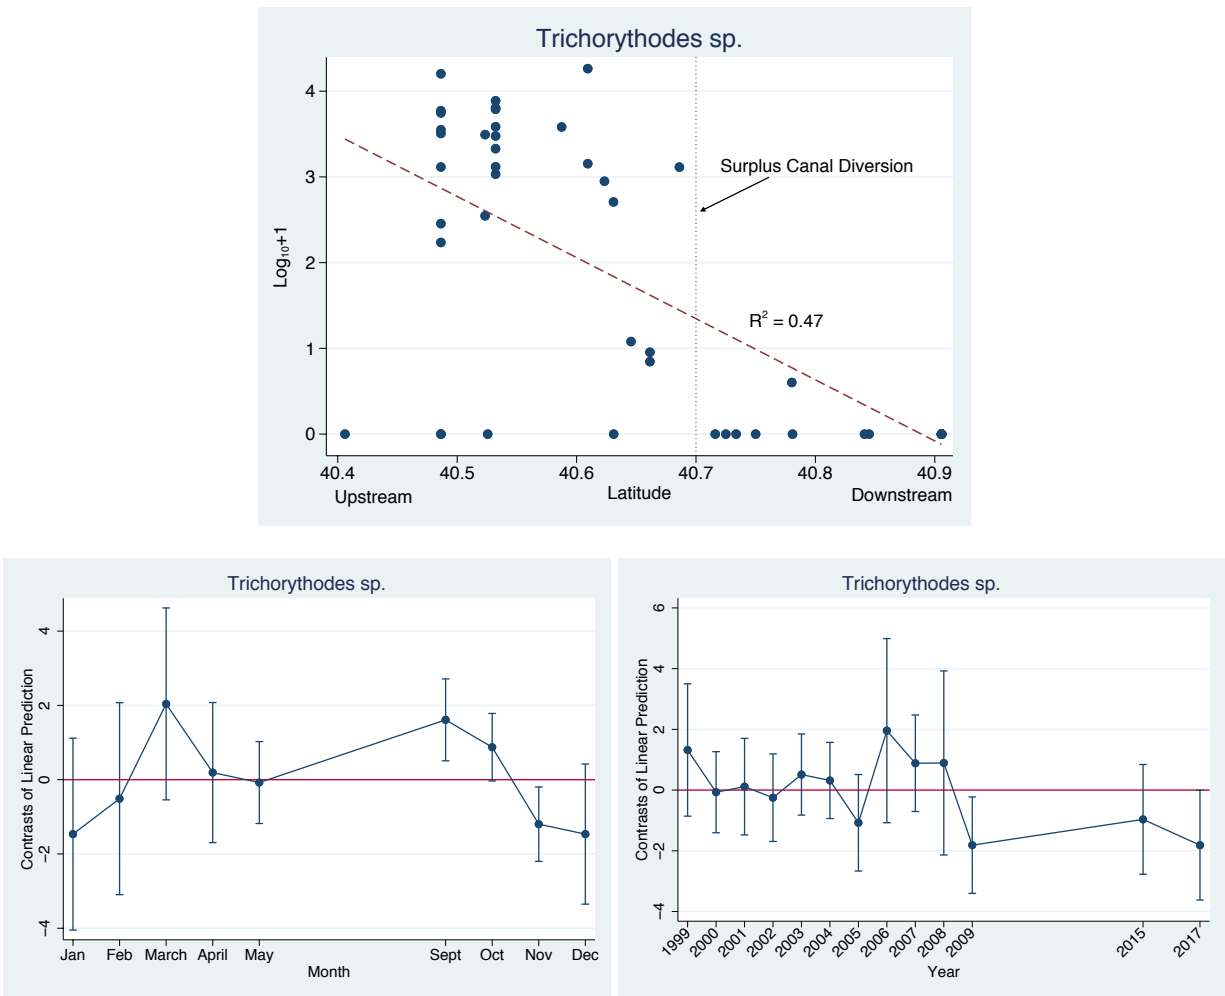 Trichorythodes sp.
Log₁₀+1
4
3
2
1
0
Surplus Canal Diversion
R² = 0.47
40.4 40.5 40.6 40.7 40.8 40.9
Upstream Latitude Downstream
Trichorythodes sp.
Contrasts of Linear Prediction
4
2
0
−2
−4
Jan Feb March April May Sept Oct Nov Dec
Month
Trichorythodes sp.
Contrasts of Linear Prediction
6
4
2
0
−2
−4
1999 2000 2001 2002 2003 2004 2005 2006 2007 2008 2009 2015 2017
Year